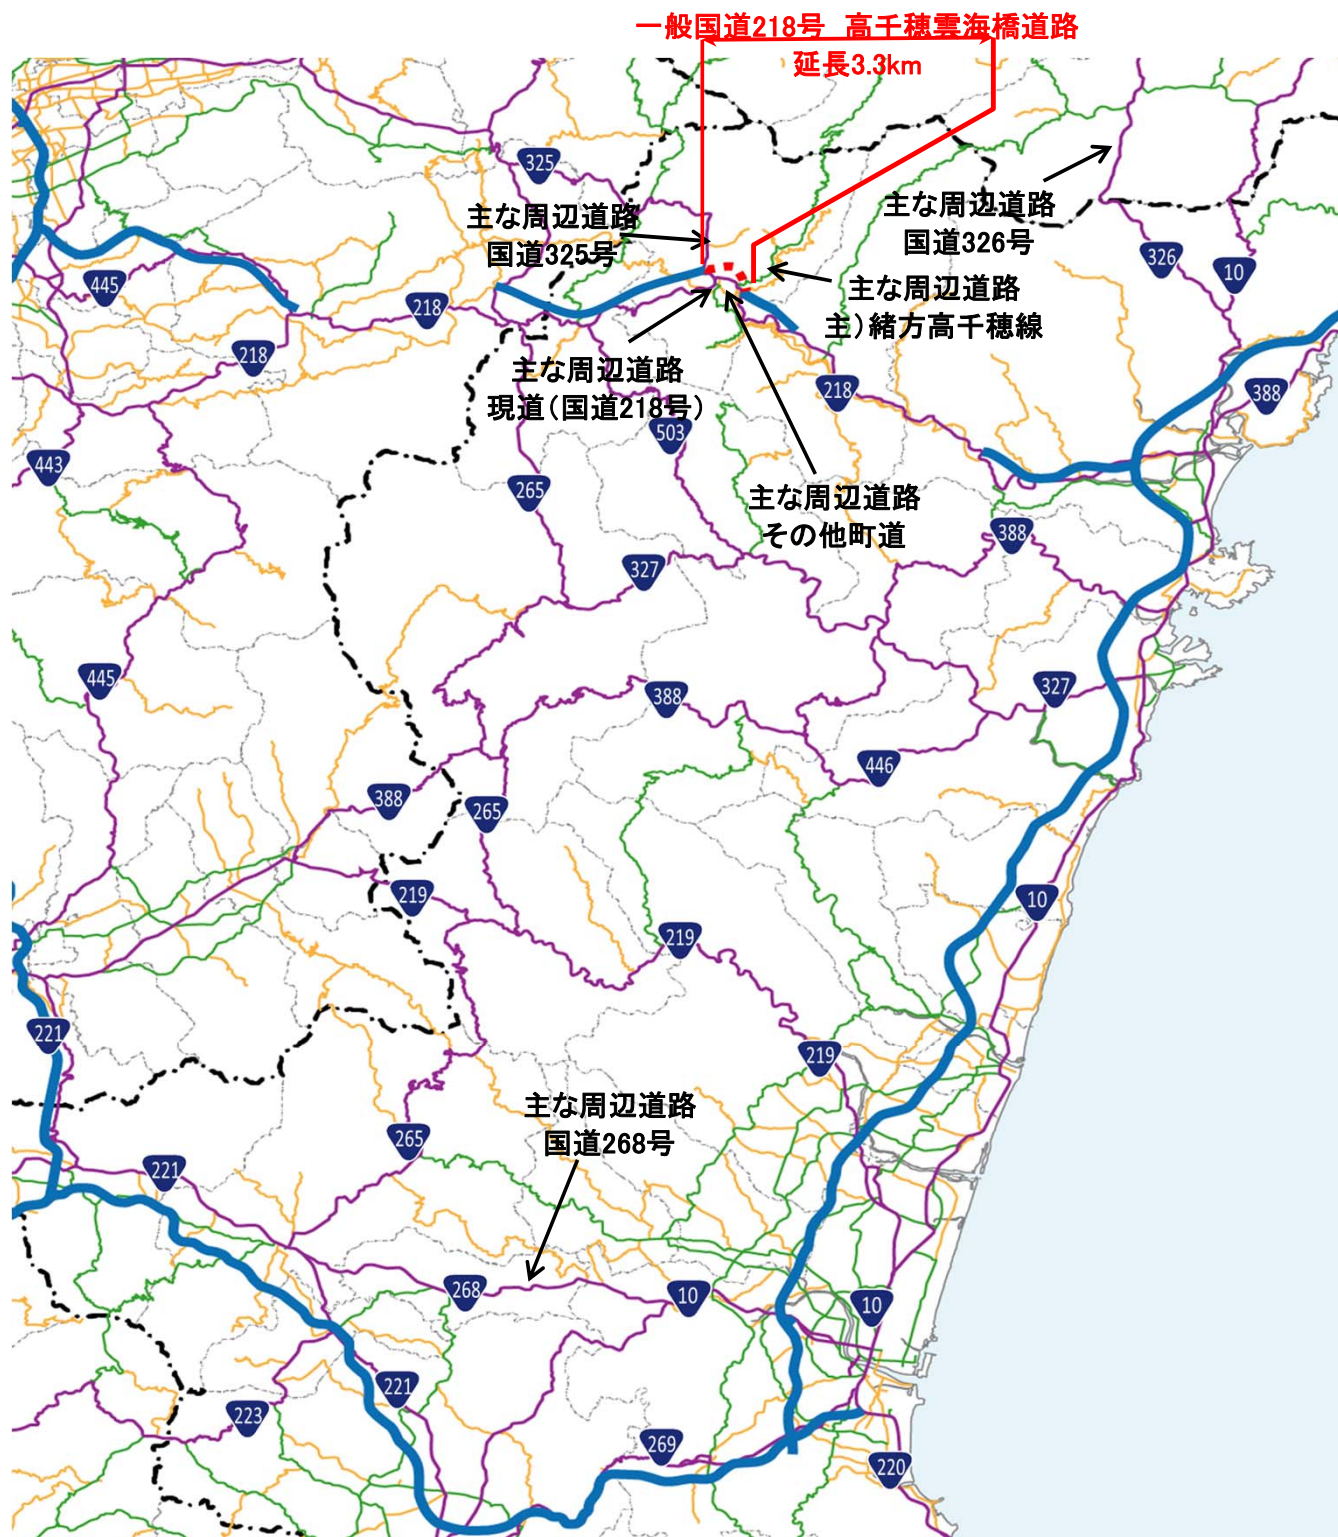 一般国道218号 高千穂雲海橋道路
延長3.3km
325
主な周辺道路
国道325号
主な周辺道路
国道326号
326
10
445
218
主な周辺道路
主）緒方高千穂線
218
主な周辺道路
現道（国道218号）
218
388
503
443
265
主な周辺道路
その他町道
388
327
445
388
327
446
388
265
219
10
219
221
219
主な周辺道路
国道268号
265
221
268
10
10
221
223
269
220